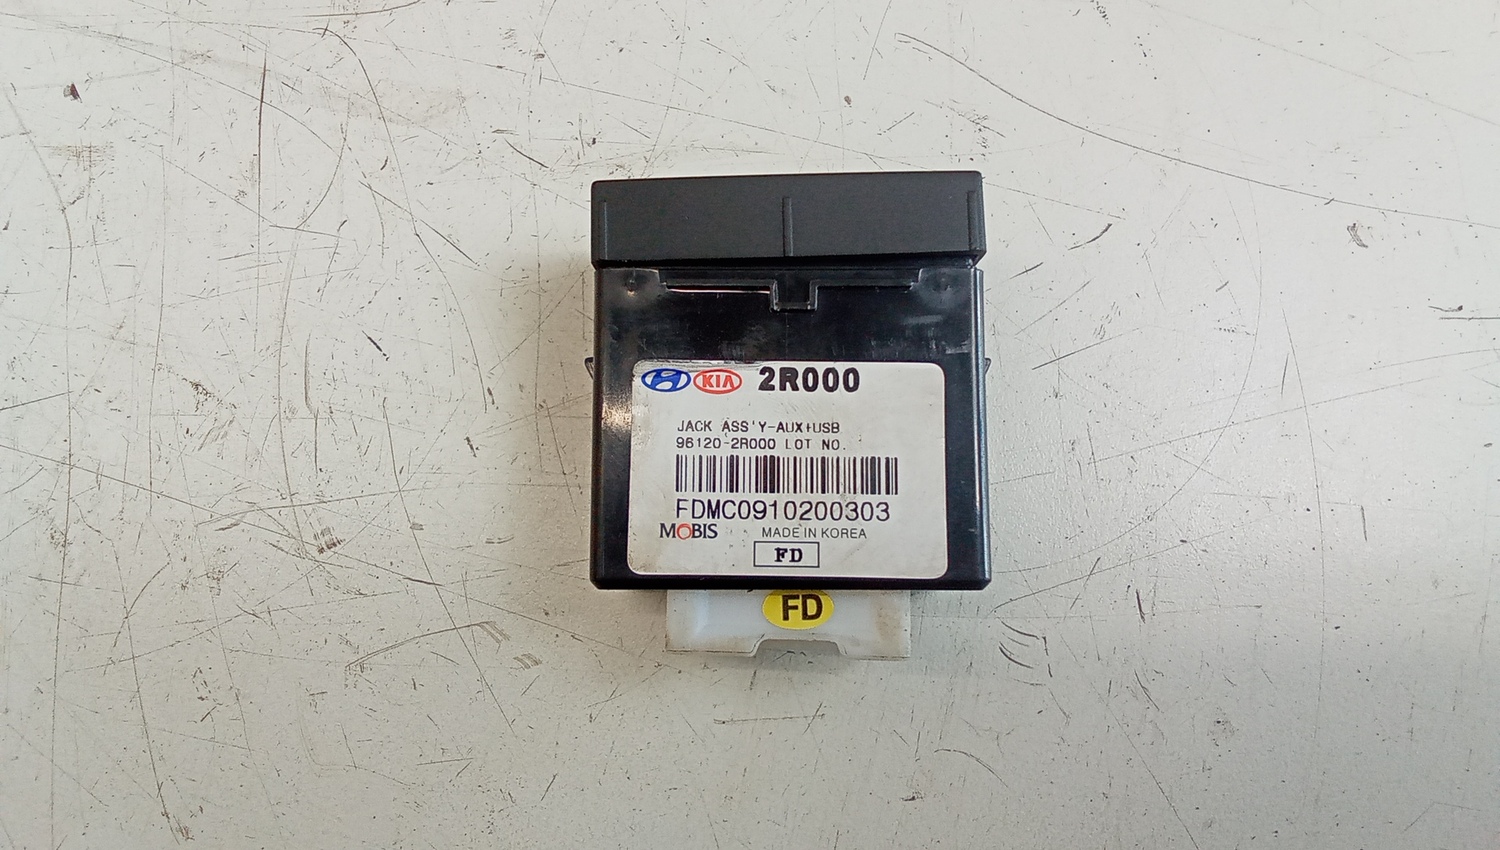 KIA 2R000
JACK ASS'Y-AUX+USB
96120-2R000 LOT NO.
FDMC0910200303
MOBIS MADE IN KOREA
FD
FD